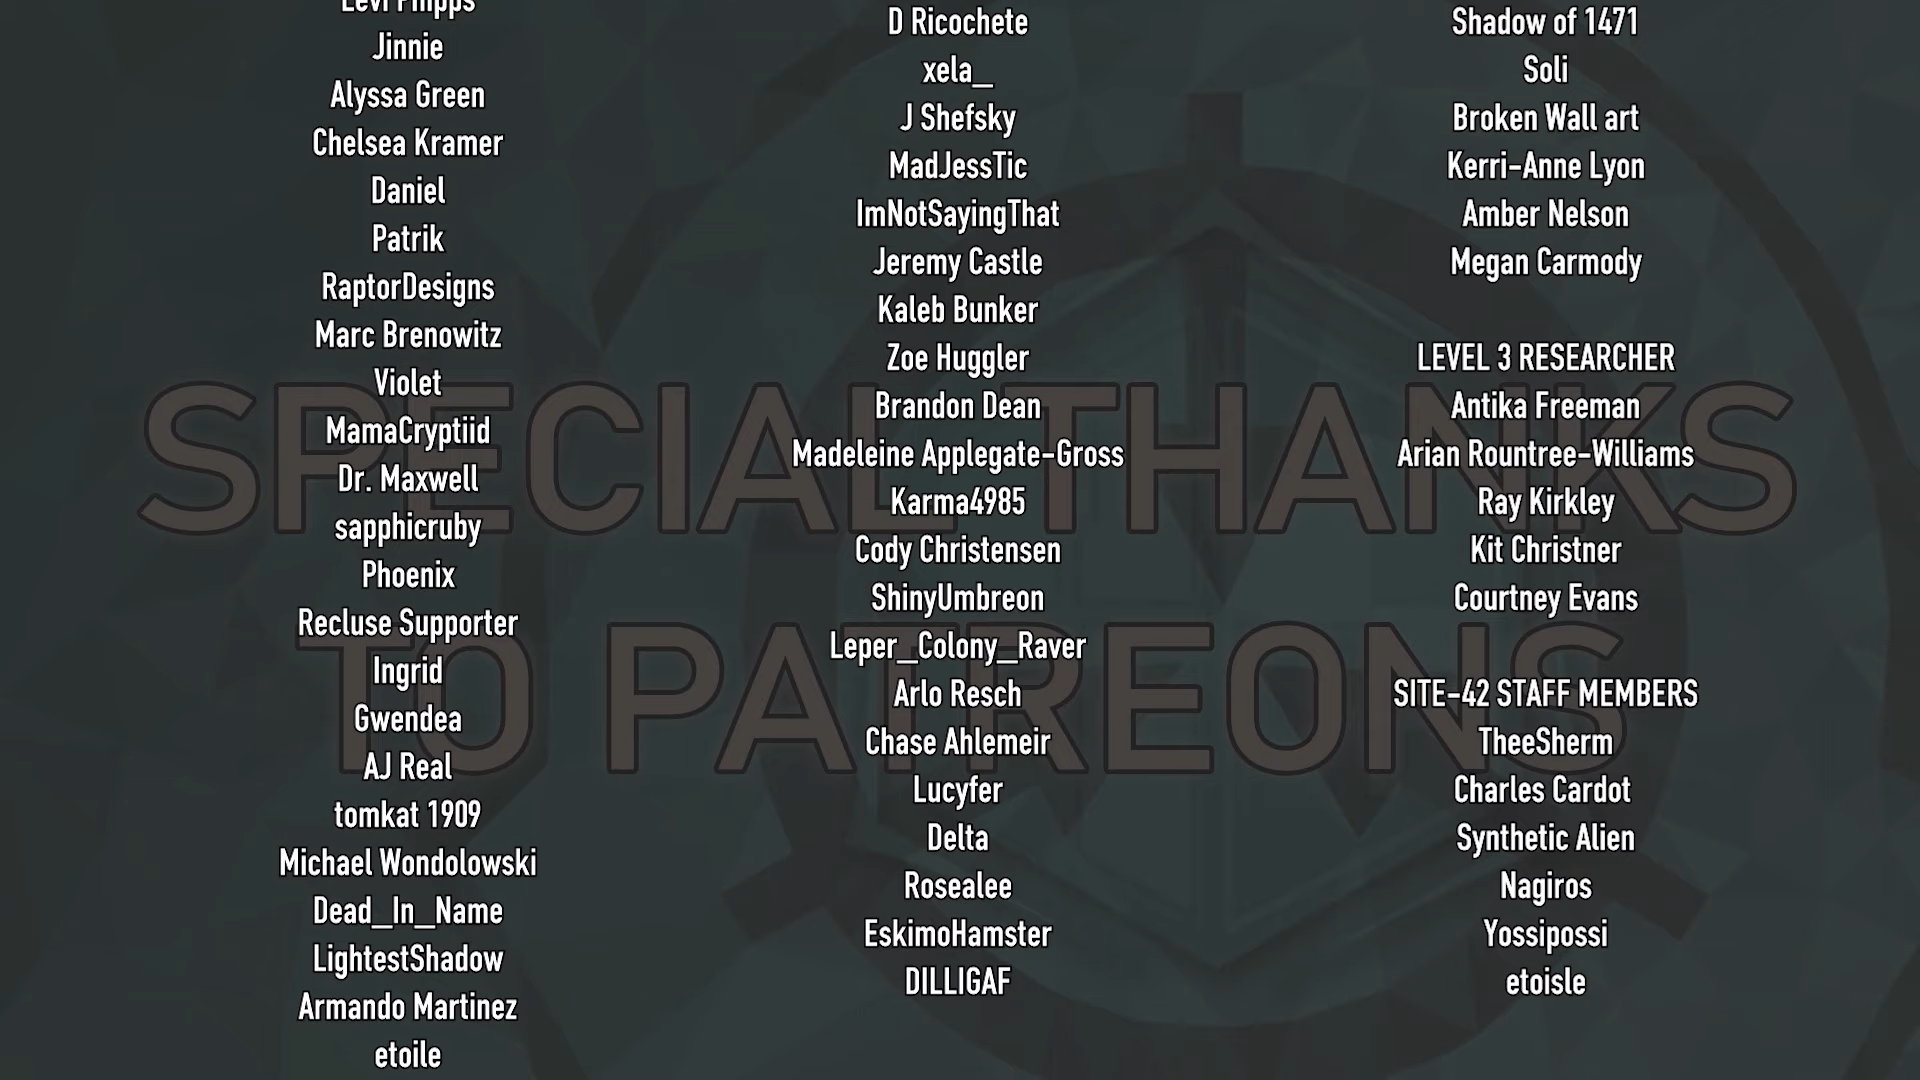 Levi Phipps
Jinnie
Alyssa Green
Chelsea Kramer
Daniel
Patrik
RaptorDesigns
Marc Brenowitz
Violet
MamaCryptiid
Dr. Maxwell
sapphicruby
Phoenix
Recluse Supporter
Ingrid
Gwendea
AJ Real
tomkat 1909
Michael Wondolowski
Dead_In_Name
LightestShadow
Armando Martinez
etoile
D Ricochete
xela_
J Shefsky
MadJessTic
ImNotSayingThat
Jeremy Castle
Kaleb Bunker
Zoe Huggler
Brandon Dean
Madeleine Applegate-Gross
Karma4985
Cody Christensen
ShinyUmbreon
Leper_Colony_Raver
Arlo Resch
Chase Ahlemeir
Lucyfer
Delta
Rosealee
EskimoHamster
DILLIGAF
Shadow of 1471
Soli
Broken Wall art
Kerri-Anne Lyon
Amber Nelson
Megan Carmody
LEVEL 3 RESEARCHER
Antika Freeman
Arian Rountree-Williams
Ray Kirkley
Kit Christner
Courtney Evans
SITE-42 STAFF MEMBERS
TheeSherm
Charles Cardot
Synthetic Alien
Nagiros
Yossipossi
etoisle
SPECIAL THANKS
TO PATREONS